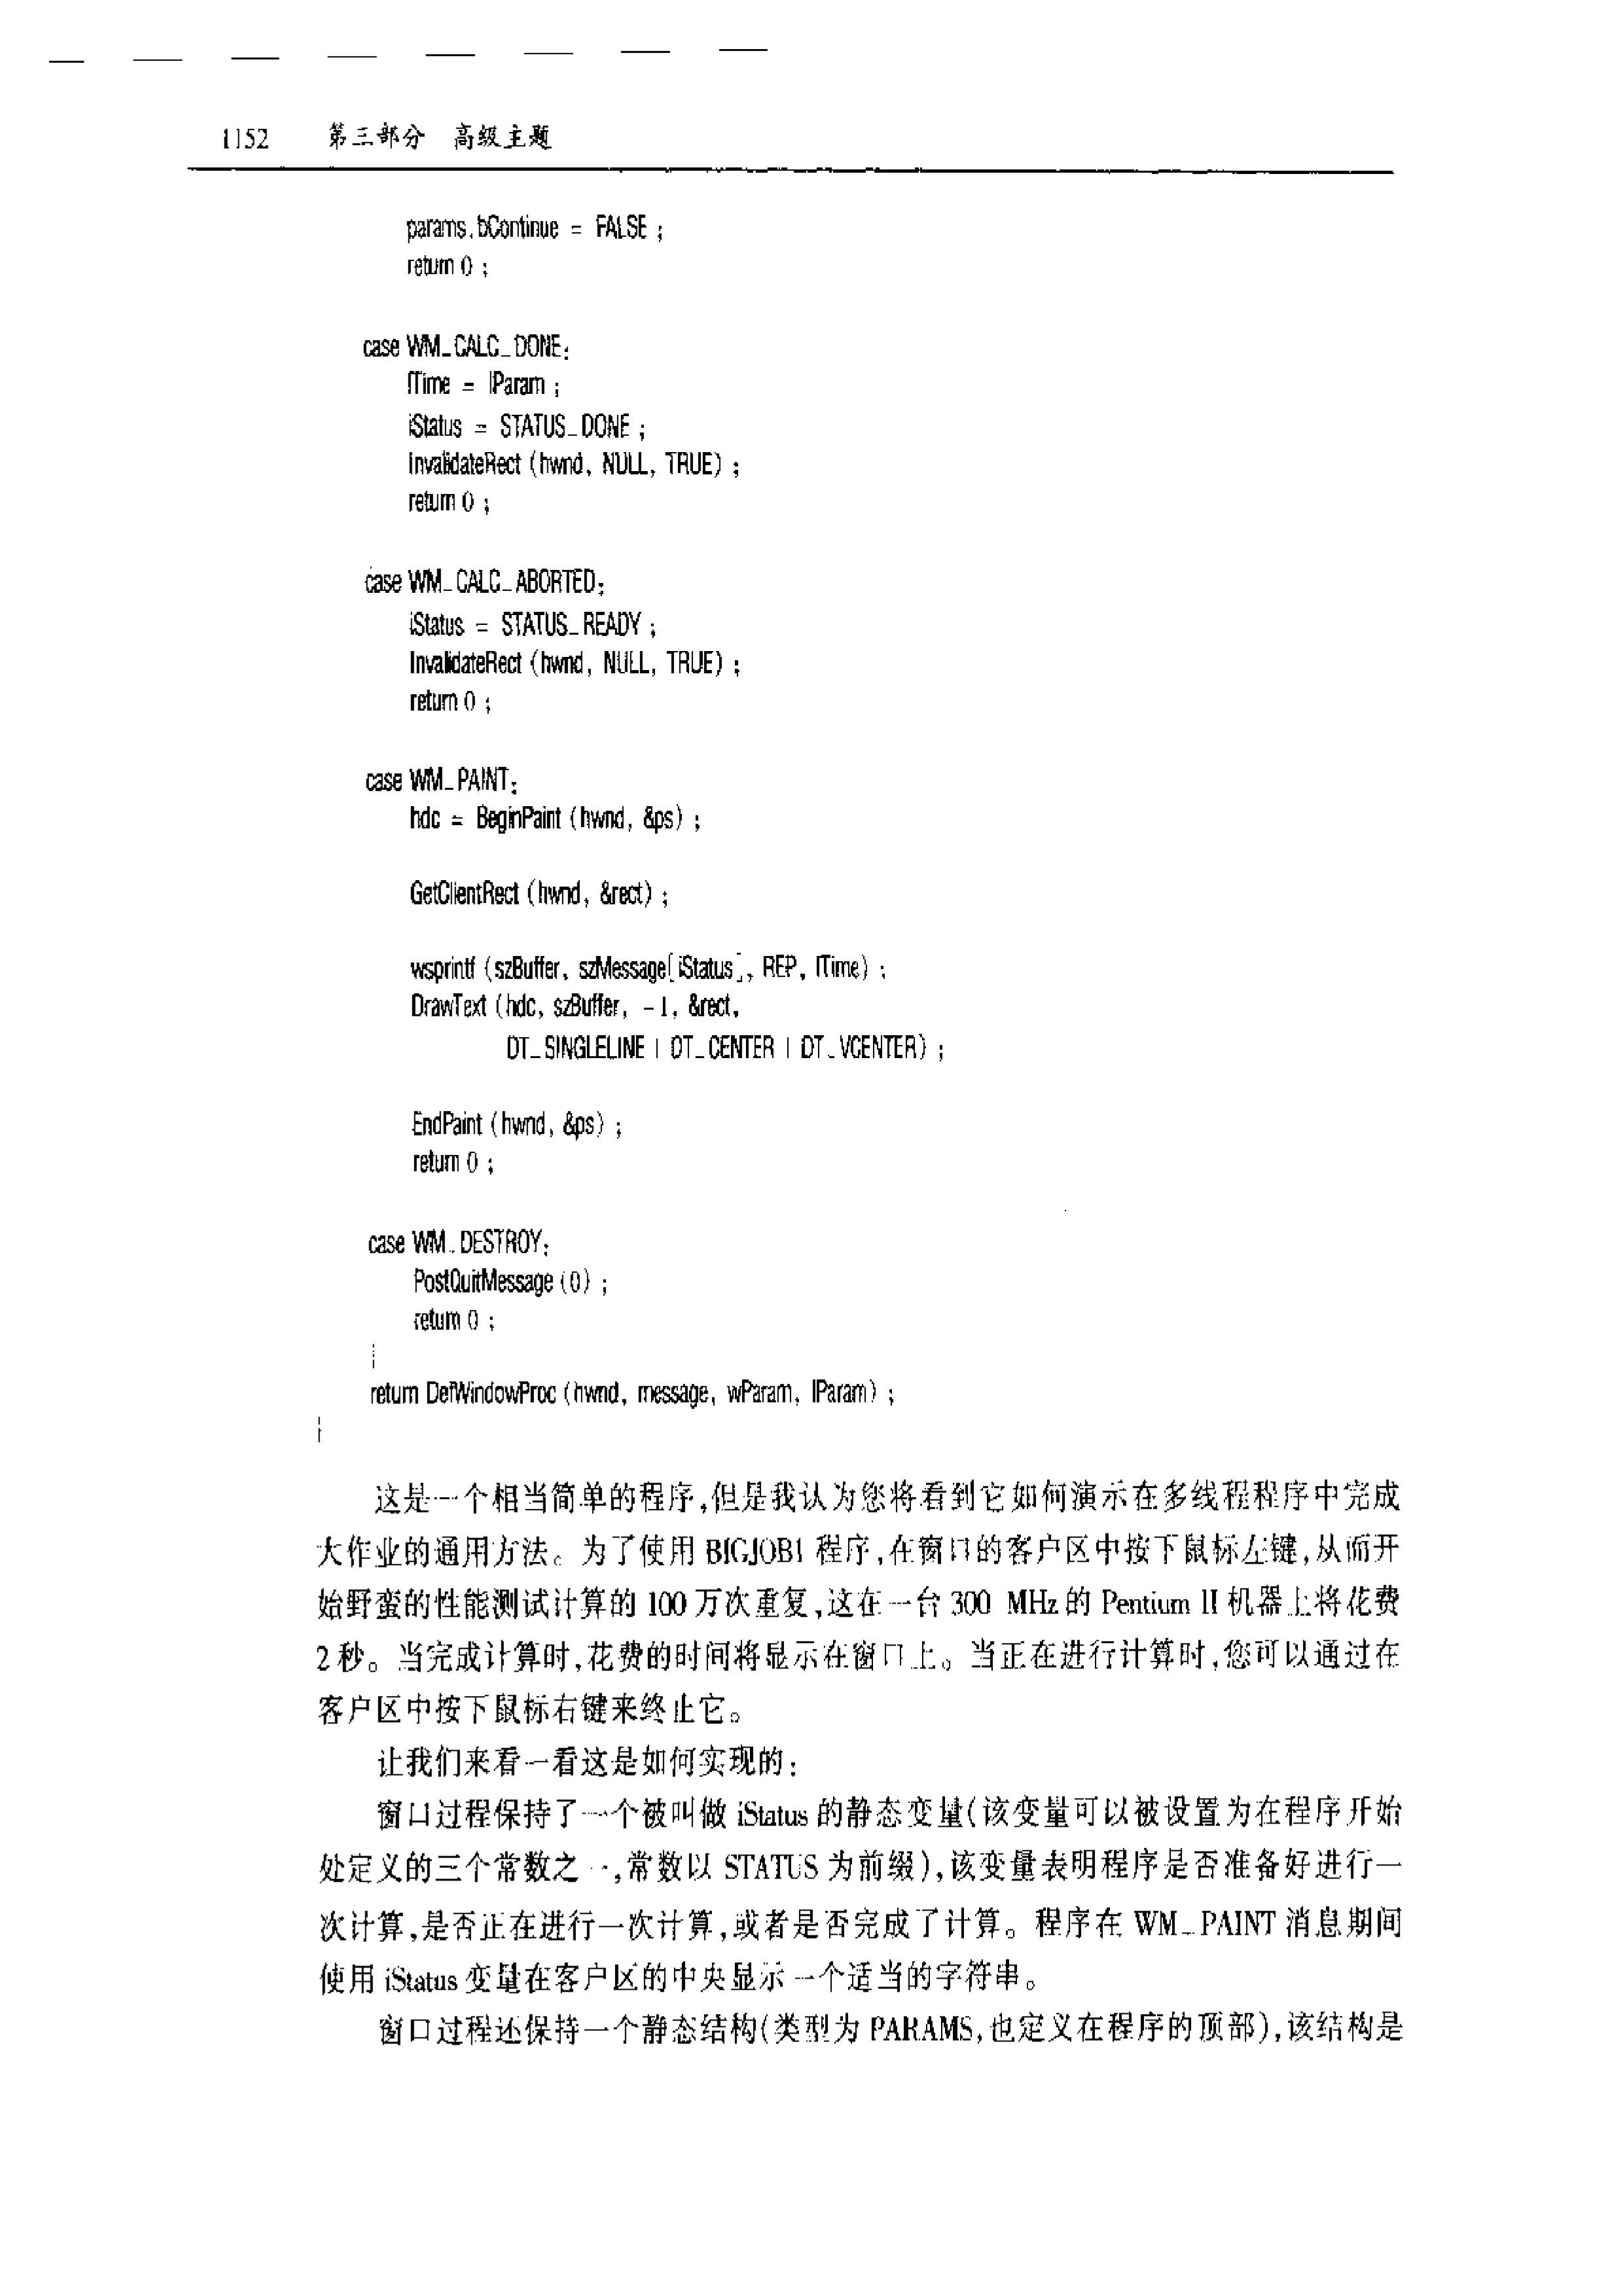 1152 第三部分 高级主题
params.bContinue = FALSE ;
return 0 ;
case WM_CALC_DONE:
lTime = lParam ;
iStatus = STATUS_DONE ;
InvalidateRect (hwnd, NULL, TRUE) ;
return 0 ;
case WM_CALC_ABORTED:
iStatus = STATUS_READY ;
InvalidateRect (hwnd, NULL, TRUE) ;
return 0 ;
case WM_PAINT:
hdc = BeginPaint (hwnd, &ps) ;
GetClientRect (hwnd, &rect) ;
wsprintf (szBuffer, szMessage[iStatus], REP, lTime) ;
DrawText (hdc, szBuffer, -1, &rect,
DT_SINGLELINE | DT_CENTER | DT_VCENTER) ;
EndPaint (hwnd, &ps) ;
return 0 ;
case WM_DESTROY:
PostQuitMessage (0) ;
return 0 ;
}
return DefWindowProc (hwnd, message, wParam, lParam) ;
}
这是一个相当简单的程序,但是我认为您将看到它如何演示在多线程程序中完成
大作业的通用方法。为了使用 BIGJOB1 程序,在窗口的客户区中按下鼠标左键,从而开
始野蛮的性能测试计算的 100 万次重复,这在一台 300 MHz 的 Pentium II 机器上将花费
2 秒。当完成计算时,花费的时间将显示在窗口上。当正在进行计算时,您可以通过在
客户区中按下鼠标右键来终止它。
让我们来看一看这是如何实现的:
窗口过程保持了一个被叫做 iStatus 的静态变量(该变量可以被设置为在程序开始
处定义的三个常数之一,常数以 STATUS 为前缀),该变量表明程序是否准备好进行一
次计算,是否正在进行一次计算,或者是否完成了计算。程序在 WM_PAINT 消息期间
使用 iStatus 变量在客户区的中央显示一个适当的字符串。
窗口过程还保持一个静态结构(类型为 PARAMS,也定义在程序的顶部),该结构是